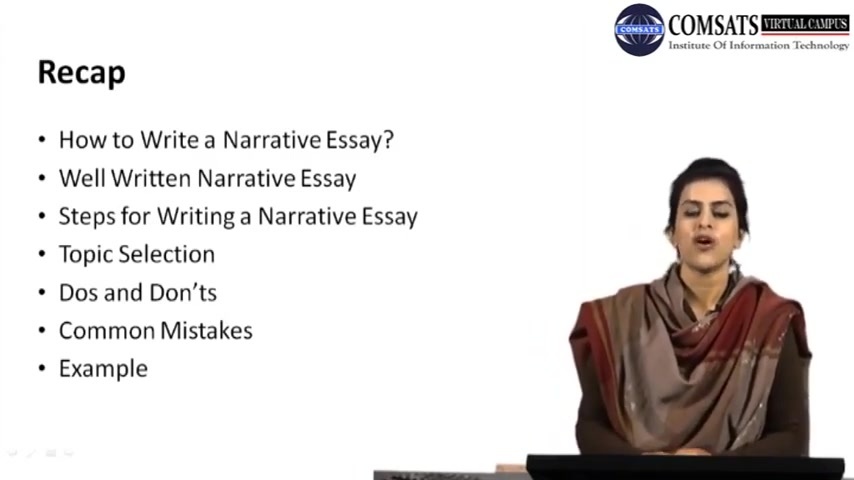 COMSATS
COMSATS VIRTUAL CAMPUS
Institute Of Information Technology
Recap
• How to Write a Narrative Essay?
• Well Written Narrative Essay
• Steps for Writing a Narrative Essay
• Topic Selection
• Dos and Don'ts
• Common Mistakes
• Example